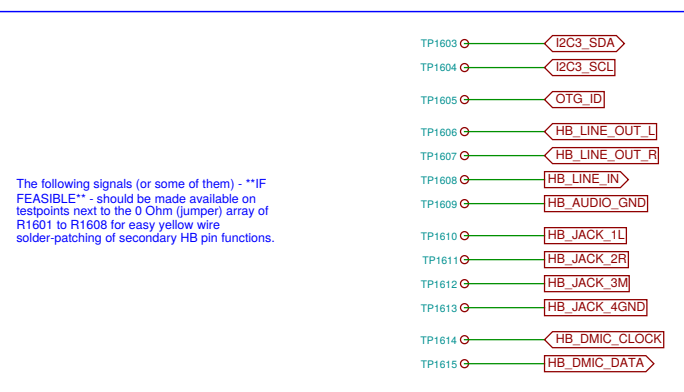 TP1603 I2C3_SDA
TP1604 I2C3_SCL
TP1605 OTG_ID
TP1606 HB_LINE_OUT_L
TP1607 HB_LINE_OUT_R
TP1608 HB_LINE_IN
TP1609 HB_AUDIO_GND
TP1610 HB_JACK_1L
TP1611 HB_JACK_2R
TP1612 HB_JACK_3M
TP1613 HB_JACK_4GND
TP1614 HB_DMIC_CLOCK
TP1615 HB_DMIC_DATA
The following signals (or some of them) - **IF
FEASIBLE** - should be made available on
testpoints next to the 0 Ohm (jumper) array of
R1601 to R1608 for easy yellow wire
solder-patching of secondary HB pin functions.